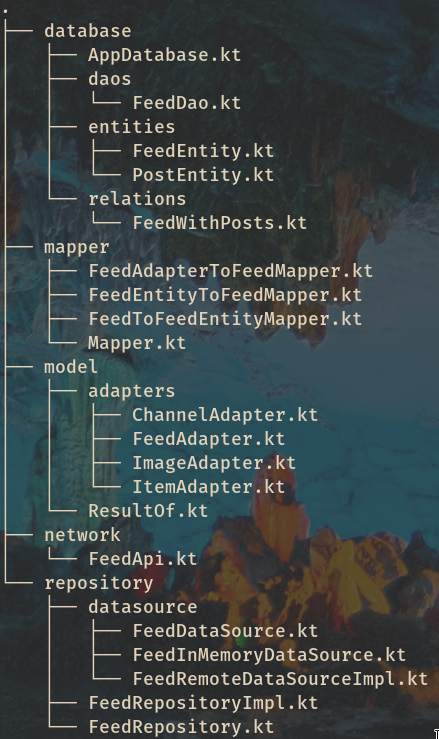 .
├── database
│   ├── AppDatabase.kt
│   ├── daos
│   │   └── FeedDao.kt
│   ├── entities
│   │   ├── FeedEntity.kt
│   │   └── PostEntity.kt
│   └── relations
│       └── FeedWithPosts.kt
├── mapper
│   ├── FeedAdapterToFeedMapper.kt
│   ├── FeedEntityToFeedMapper.kt
│   ├── FeedToFeedEntityMapper.kt
│   └── Mapper.kt
├── model
│   ├── adapters
│   │   ├── ChannelAdapter.kt
│   │   ├── FeedAdapter.kt
│   │   ├── ImageAdapter.kt
│   │   └── ItemAdapter.kt
│   └── ResultOf.kt
├── network
│   └── FeedApi.kt
└── repository
    ├── datasource
    │   ├── FeedDataSource.kt
    │   ├── FeedInMemoryDataSource.kt
    │   └── FeedRemoteDataSourceImpl.kt
    ├── FeedRepositoryImpl.kt
    └── FeedRepository.kt